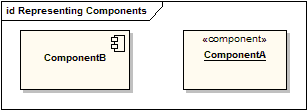 id Representing Components
ComponentB
«component»
ComponentA